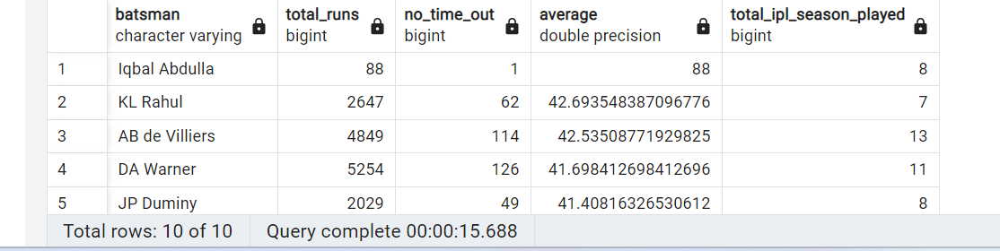 batsman total_runs no_time_out average total_ipl_season_played
character varying bigint bigint double precision bigint
1 Iqbal Abdulla 88 1 88 8
2 KL Rahul 2647 62 42.693548387096776 7
3 AB de Villiers 4849 114 42.53508771929825 13
4 DA Warner 5254 126 41.698412698412696 11
5 JP Duminy 2029 49 41.40816326530612 8
Total rows: 10 of 10 Query complete 00:00:15.688